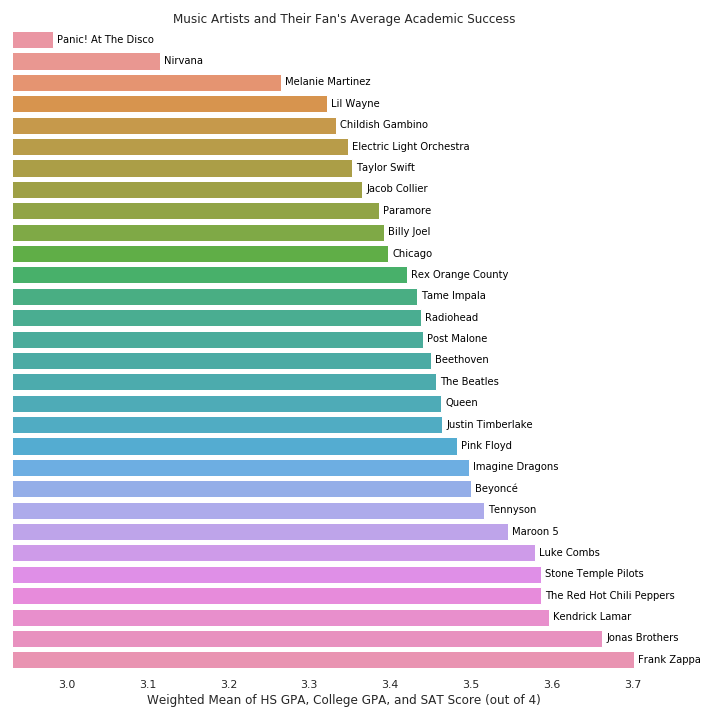 Music Artists and Their Fan's Average Academic Success
Panic! At The Disco
Nirvana
Melanie Martinez
Lil Wayne
Childish Gambino
Electric Light Orchestra
Taylor Swift
Jacob Collier
Paramore
Billy Joel
Chicago
Rex Orange County
Tame Impala
Radiohead
Post Malone
Beethoven
The Beatles
Queen
Justin Timberlake
Pink Floyd
Imagine Dragons
Beyoncé
Tennyson
Maroon 5
Luke Combs
Stone Temple Pilots
The Red Hot Chili Peppers
Kendrick Lamar
Jonas Brothers
Frank Zappa
3.0 3.1 3.2 3.3 3.4 3.5 3.6 3.7
Weighted Mean of HS GPA, College GPA, and SAT Score (out of 4)